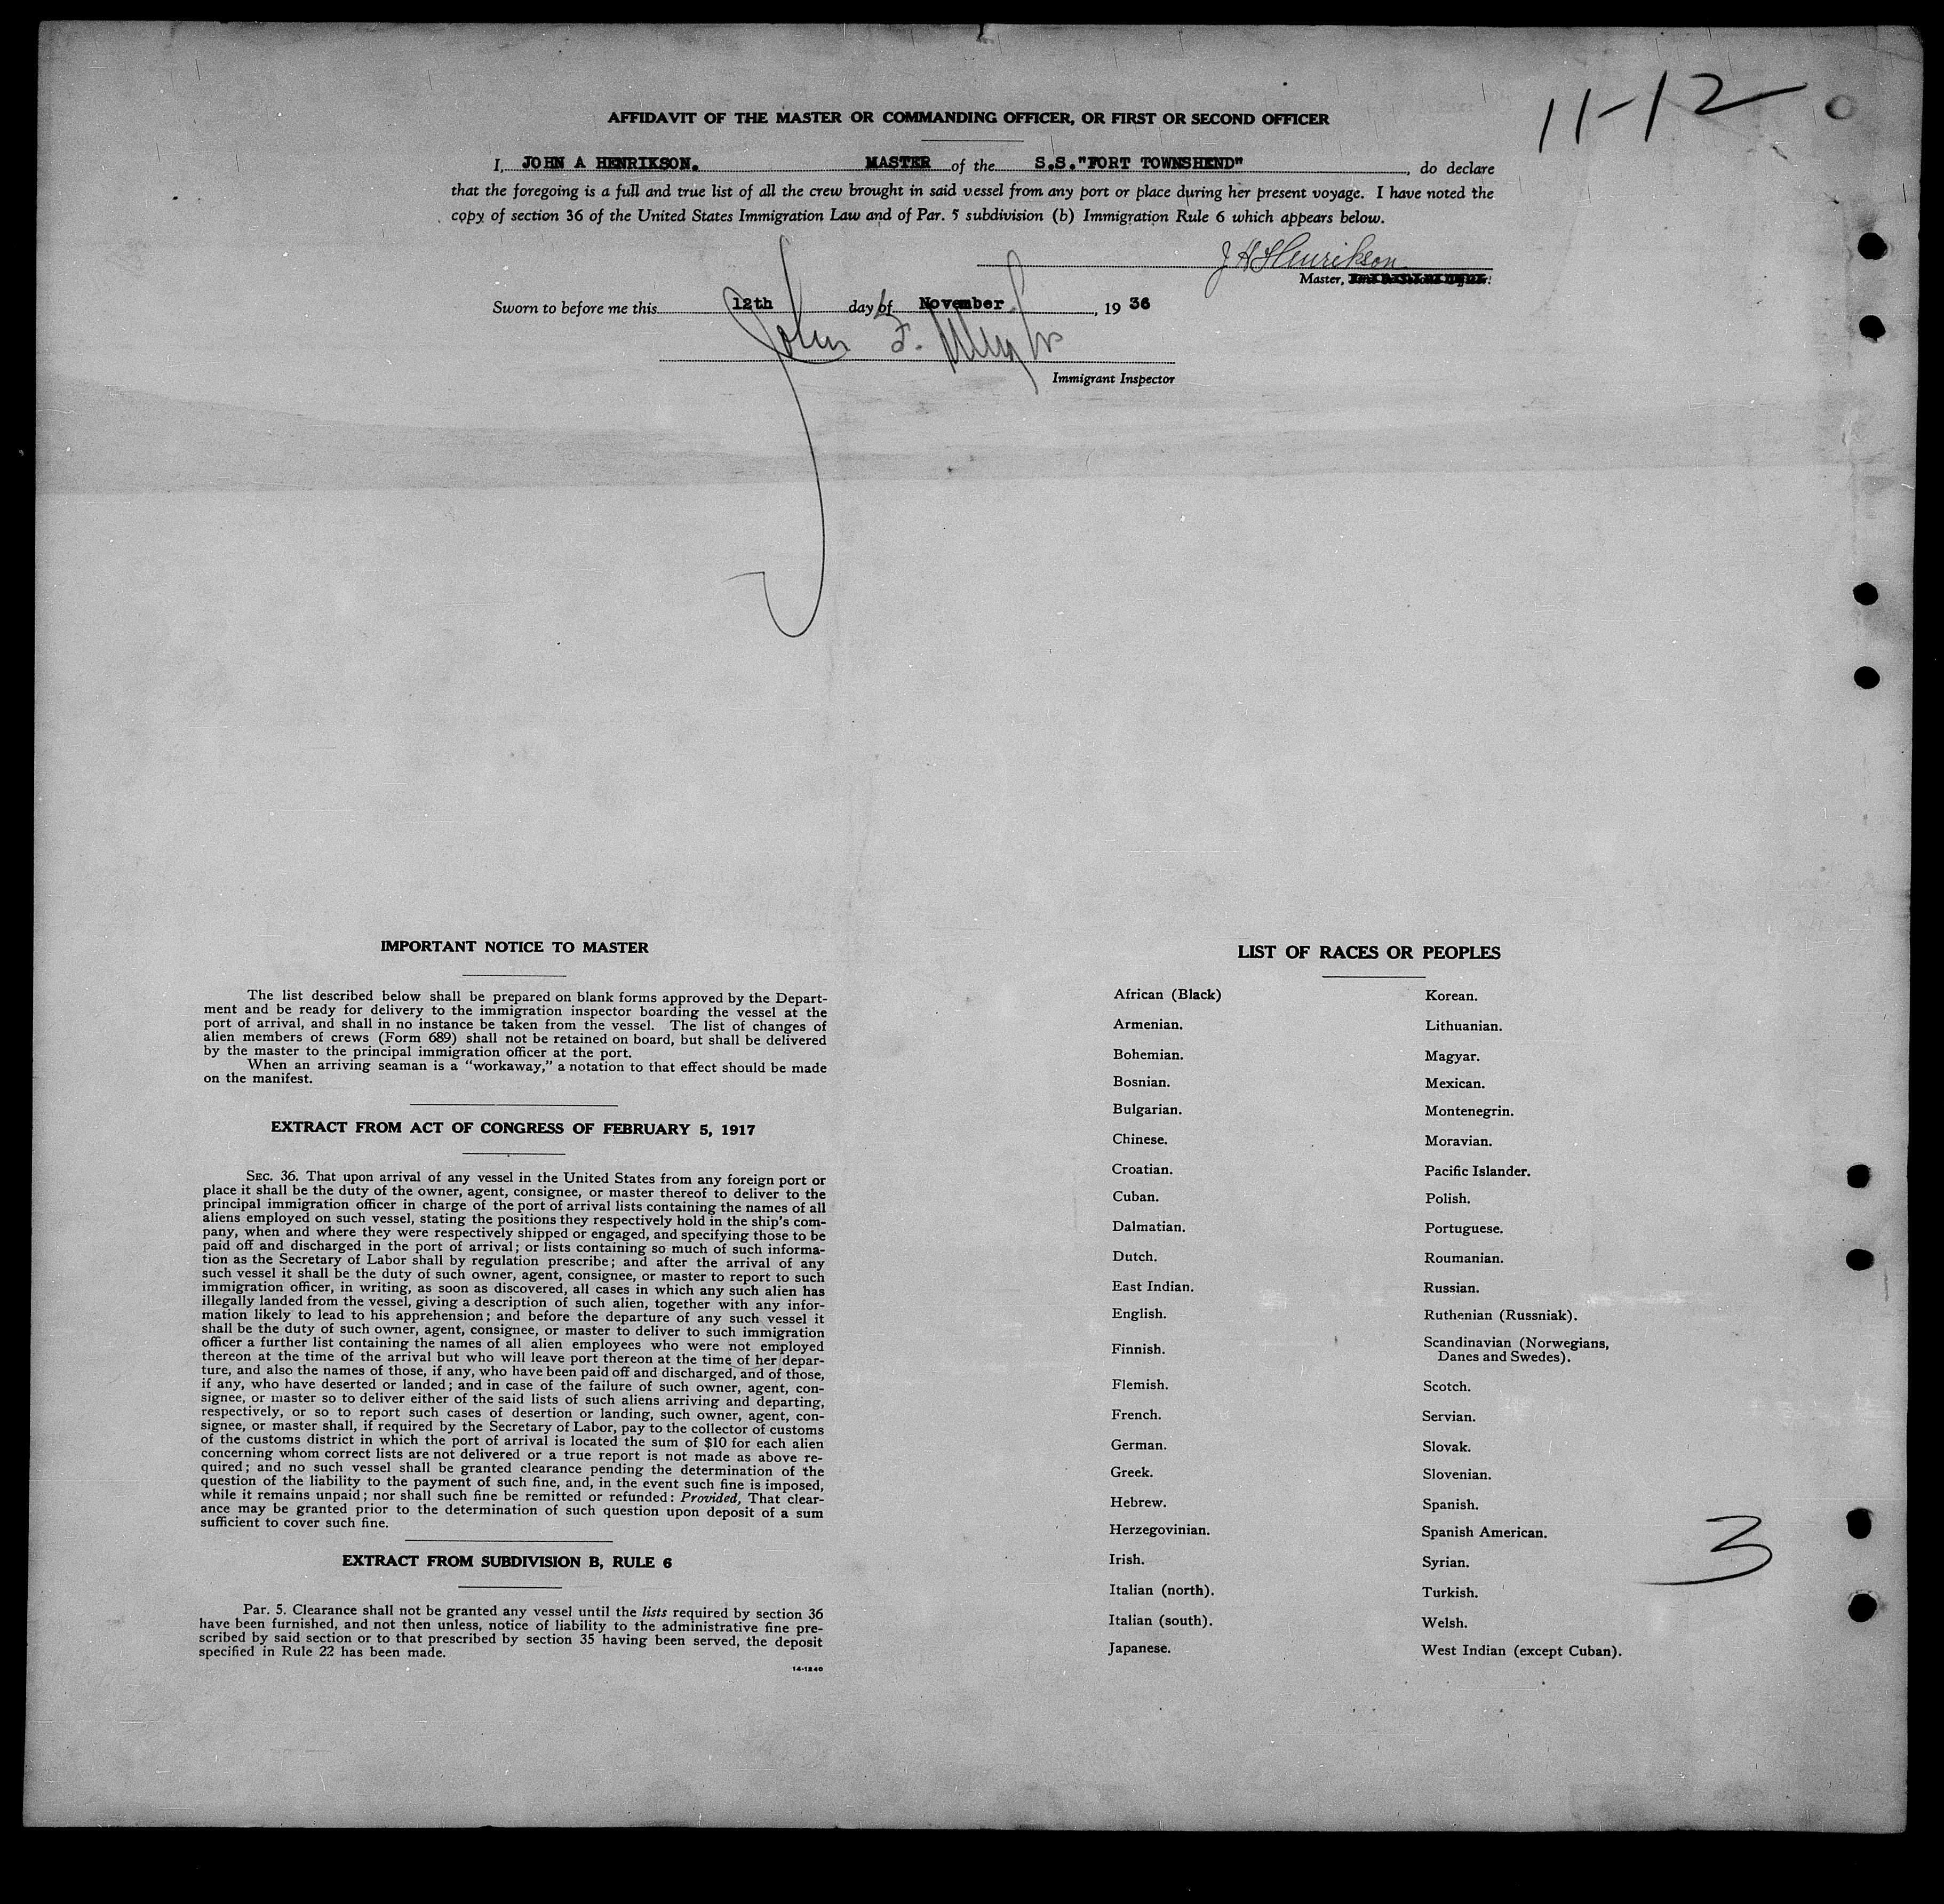 11-12
AFFIDAVIT OF THE MASTER OR COMMANDING OFFICER, OR FIRST OR SECOND OFFICER
I, JOHN A HENRIKSON. MASTER of the S.S."FORT TOWNSHEND", do declare
that the foregoing is a full and true list of all the crew brought in said vessel from any port or place during her present voyage. I have noted the
copy of section 36 of the United States Immigration Law and of Par. 5 subdivision (b) Immigration Rule 6 which appears below.
J A Henrikson
Master,
Sworn to before me this 12th day of November, 19 36
John F.
Immigrant Inspector
IMPORTANT NOTICE TO MASTER
The list described below shall be prepared on blank forms approved by the Depart-
ment and be ready for delivery to the immigration inspector boarding the vessel at the
port of arrival, and shall in no instance be taken from the vessel. The list of changes of
alien members of crews (Form 689) shall not be retained on board, but shall be delivered
by the master to the principal immigration officer at the port.
When an arriving seaman is a "workaway," a notation to that effect should be made
on the manifest.
EXTRACT FROM ACT OF CONGRESS OF FEBRUARY 5, 1917
SEC. 36. That upon arrival of any vessel in the United States from any foreign port or
place it shall be the duty of the owner, agent, consignee, or master thereof to deliver to the
principal immigration officer in charge of the port of arrival lists containing the names of all
aliens employed on such vessel, stating the positions they respectively hold in the ship's com-
pany, when and where they were respectively shipped or engaged, and specifying those to be
paid off and discharged in the port of arrival; or lists containing so much of such informa-
tion as the Secretary of Labor shall by regulation prescribe; and after the arrival of any
such vessel it shall be the duty of such owner, agent, consignee, or master to report to such
immigration officer, in writing, as soon as discovered, all cases in which any such alien has
illegally landed from the vessel, giving a description of such alien, together with any infor-
mation likely to lead to his apprehension; and before the departure of any such vessel it
shall be the duty of such owner, agent, consignee, or master to deliver to such immigration
officer a further list containing the names of all alien employees who were not employed
thereon at the time of the arrival but who will leave port thereon at the time of her depar-
ture, and also the names of those, if any, who have been paid off and discharged, and of those,
if any, who have deserted or landed; and in case of the failure of such owner, agent, con-
signee, or master so to deliver either of the said lists of such aliens arriving and departing,
respectively, or so to report such cases of desertion or landing, such owner, agent, con-
signee, or master shall, if required by the Secretary of Labor, pay to the collector of customs
of the customs district in which the port of arrival is located the sum of $10 for each alien
concerning whom correct lists are not delivered or a true report is not made as above re-
quired; and no such vessel shall be granted clearance pending the determination of the
question of the liability to the payment of such fine, and, in the event such fine is imposed,
while it remains unpaid; nor shall such fine be remitted or refunded: Provided, That clear-
ance may be granted prior to the determination of such question upon deposit of a sum
sufficient to cover such fine.
EXTRACT FROM SUBDIVISION B, RULE 6
Par. 5. Clearance shall not be granted any vessel until the lists required by section 36
have been furnished, and not then unless, notice of liability to the administrative fine pre-
scribed by said section or to that prescribed by section 35 having been served, the deposit
specified in Rule 22 has been made.
14-1240
LIST OF RACES OR PEOPLES
African (Black)
Armenian.
Bohemian.
Bosnian.
Bulgarian.
Chinese.
Croatian.
Cuban.
Dalmatian.
Dutch.
East Indian.
English.
Finnish.
Flemish.
French.
German.
Greek.
Hebrew.
Herzegovinian.
Irish.
Italian (north).
Italian (south).
Japanese.
Korean.
Lithuanian.
Magyar.
Mexican.
Montenegrin.
Moravian.
Pacific Islander.
Polish.
Portuguese.
Roumanian.
Russian.
Ruthenian (Russniak).
Scandinavian (Norwegians,
Danes and Swedes).
Scotch.
Servian.
Slovak.
Slovenian.
Spanish.
Spanish American.
Syrian.
Turkish.
Welsh.
West Indian (except Cuban).
3